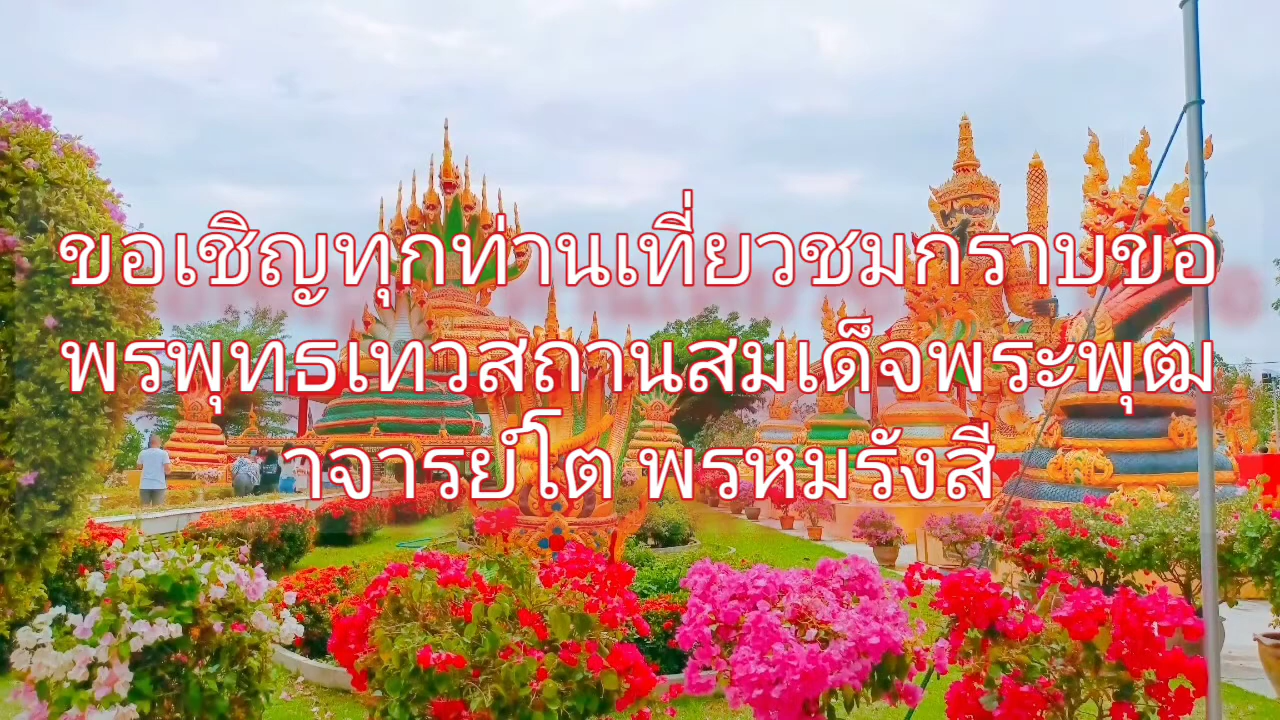 ขอเชิญทุกท่านเที่ยวชมกราบขอ
พรพุทธเทวสถานสมเด็จพระพุฒ
าจารย์โต พรหมรังสี